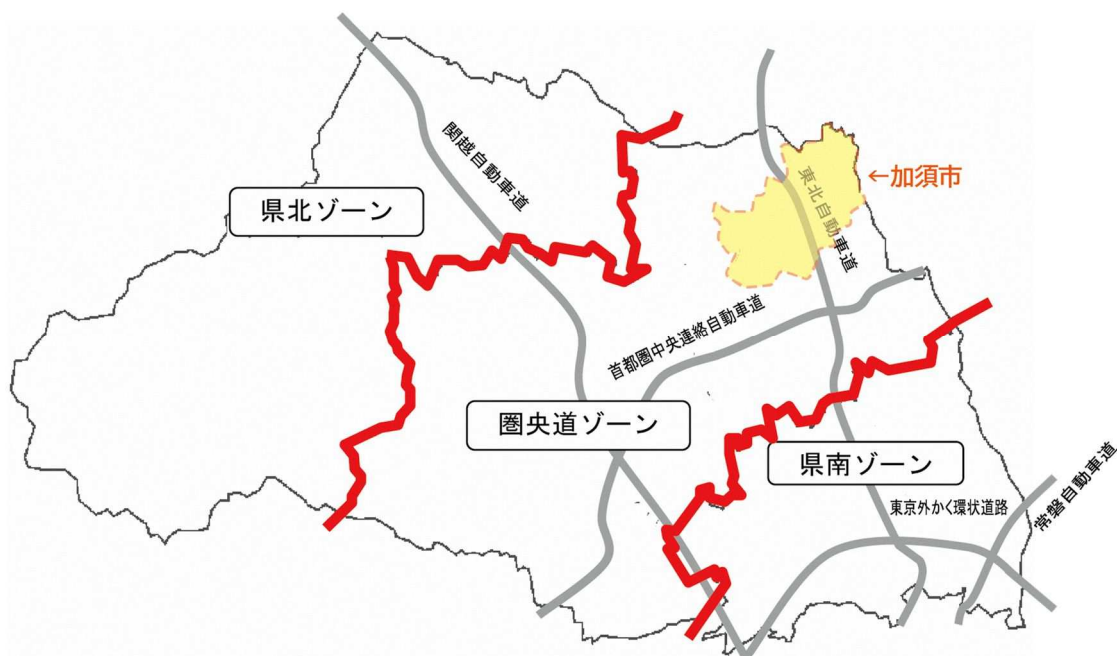 関越自動車道
東北自動車道
←加須市
県北ゾーン
首都圏中央連絡自動車道
圏央道ゾーン
県南ゾーン
東京外かく環状道路
常磐自動車道